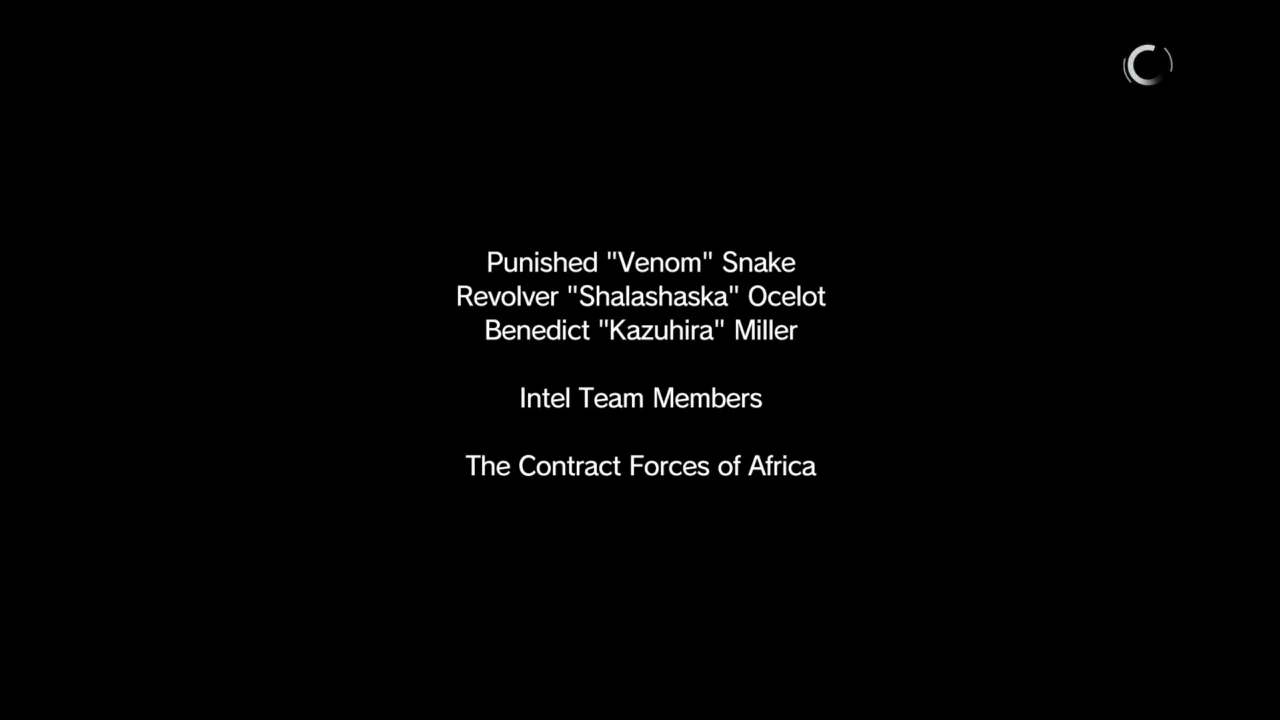 Punished "Venom" Snake
Revolver "Shalashaska" Ocelot
Benedict "Kazuhira" Miller
Intel Team Members
The Contract Forces of Africa